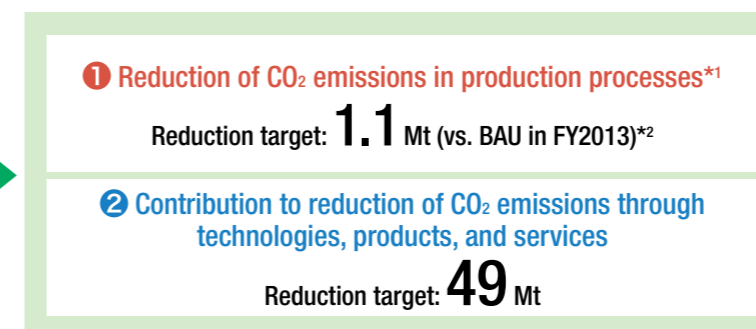 ❶ Reduction of CO₂ emissions in production processes*¹
Reduction target: 1.1 Mt (vs. BAU in FY2013)*²
❷ Contribution to reduction of CO₂ emissions through
technologies, products, and services
Reduction target: 49 Mt